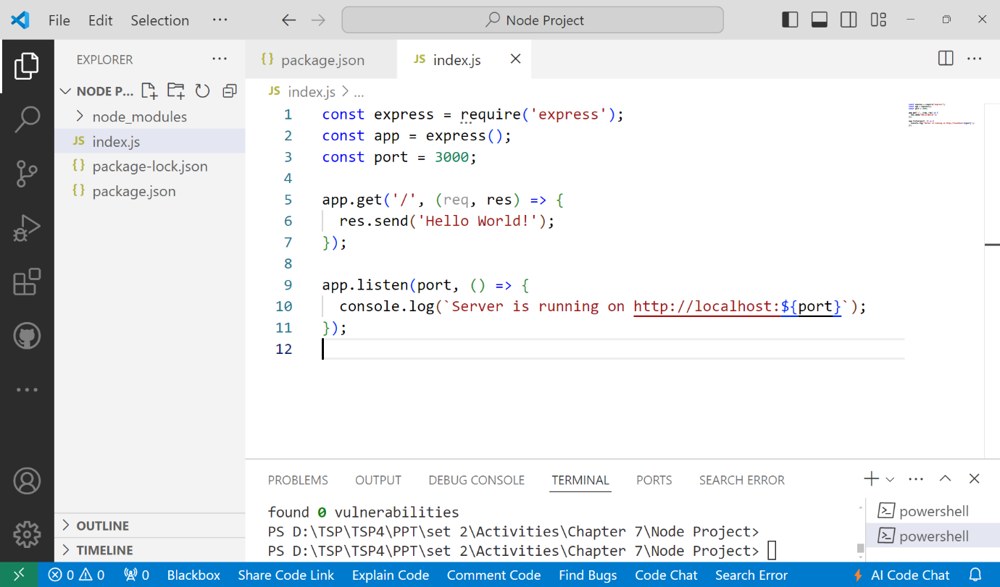 File Edit Selection ···
Node Project
EXPLORER ···
NODE P...
node_modules
JS index.js
{} package-lock.json
{} package.json
OUTLINE
TIMELINE
{} package.json
JS index.js
JS index.js > ...
1 const express = require('express');
2 const app = express();
3 const port = 3000;
4
5 app.get('/', (req, res) => {
6 res.send('Hello World!');
7 });
8
9 app.listen(port, () => {
10 console.log(`Server is running on http://localhost:${port}`);
11 });
12
PROBLEMS OUTPUT DEBUG CONSOLE TERMINAL PORTS SEARCH ERROR
found 0 vulnerabilities
PS D:\TSP\TSP4\PPT\set 2\Activities\Chapter 7\Node Project>
PS D:\TSP\TSP4\PPT\set 2\Activities\Chapter 7\Node Project>
powershell
powershell
0 0 0 Blackbox Share Code Link Explain Code Comment Code Find Bugs Code Chat Search Error AI Code Chat